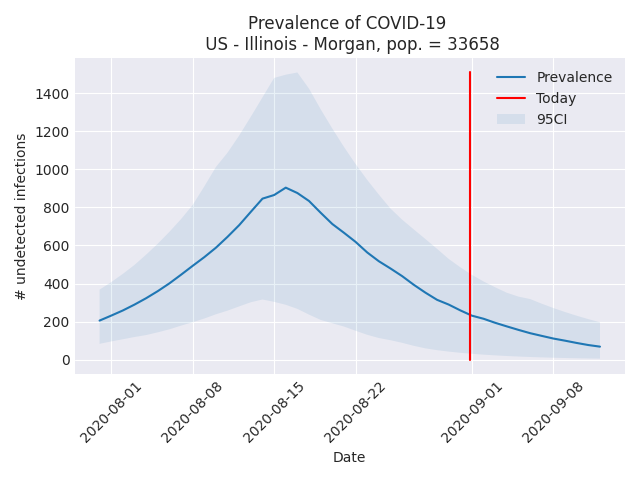 Prevalence of COVID-19
US - Illinois - Morgan, pop. = 33658
Prevalence
Today
95CI
# undetected infections
1400
1200
1000
800
600
400
200
0
2020-08-01
2020-08-08
2020-08-15
2020-08-22
2020-09-01
2020-09-08
Date